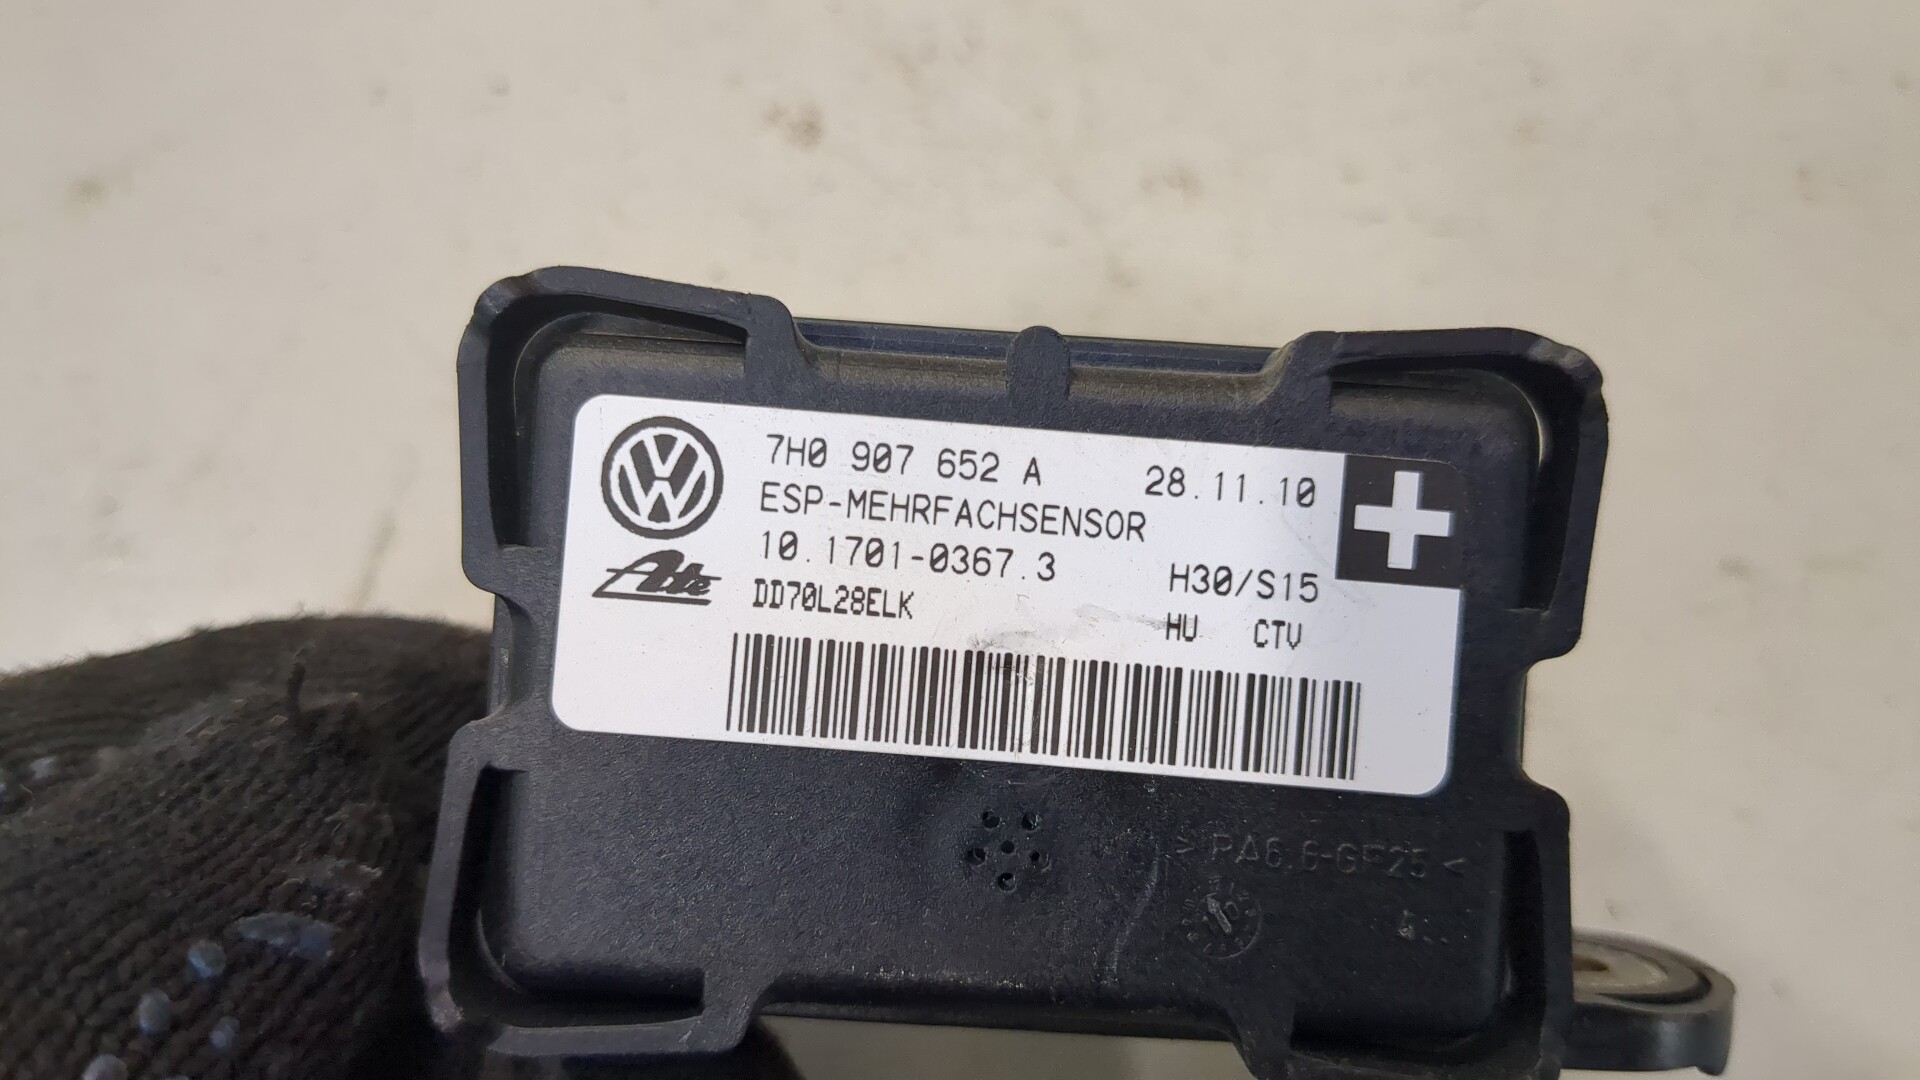 7H0 907 652 A 28.11.10
ESP-MEHRFACHSENSOR
10.1701-0367.3 H30/S15
Ate DD70L28ELK HU CTV
>PA6.6-GF25<